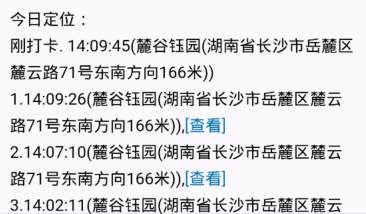 今日定位：
刚打卡. 14:09:45(麓谷钰园(湖南省长沙市岳麓区
麓云路71号东南方向166米))
1.14:09:26(麓谷钰园(湖南省长沙市岳麓区麓云
路71号东南方向166米)),[查看]
2.14:07:10(麓谷钰园(湖南省长沙市岳麓区麓云
路71号东南方向166米)),[查看]
3.14:02:11(麓谷钰园(湖南省长沙市岳麓区麓云